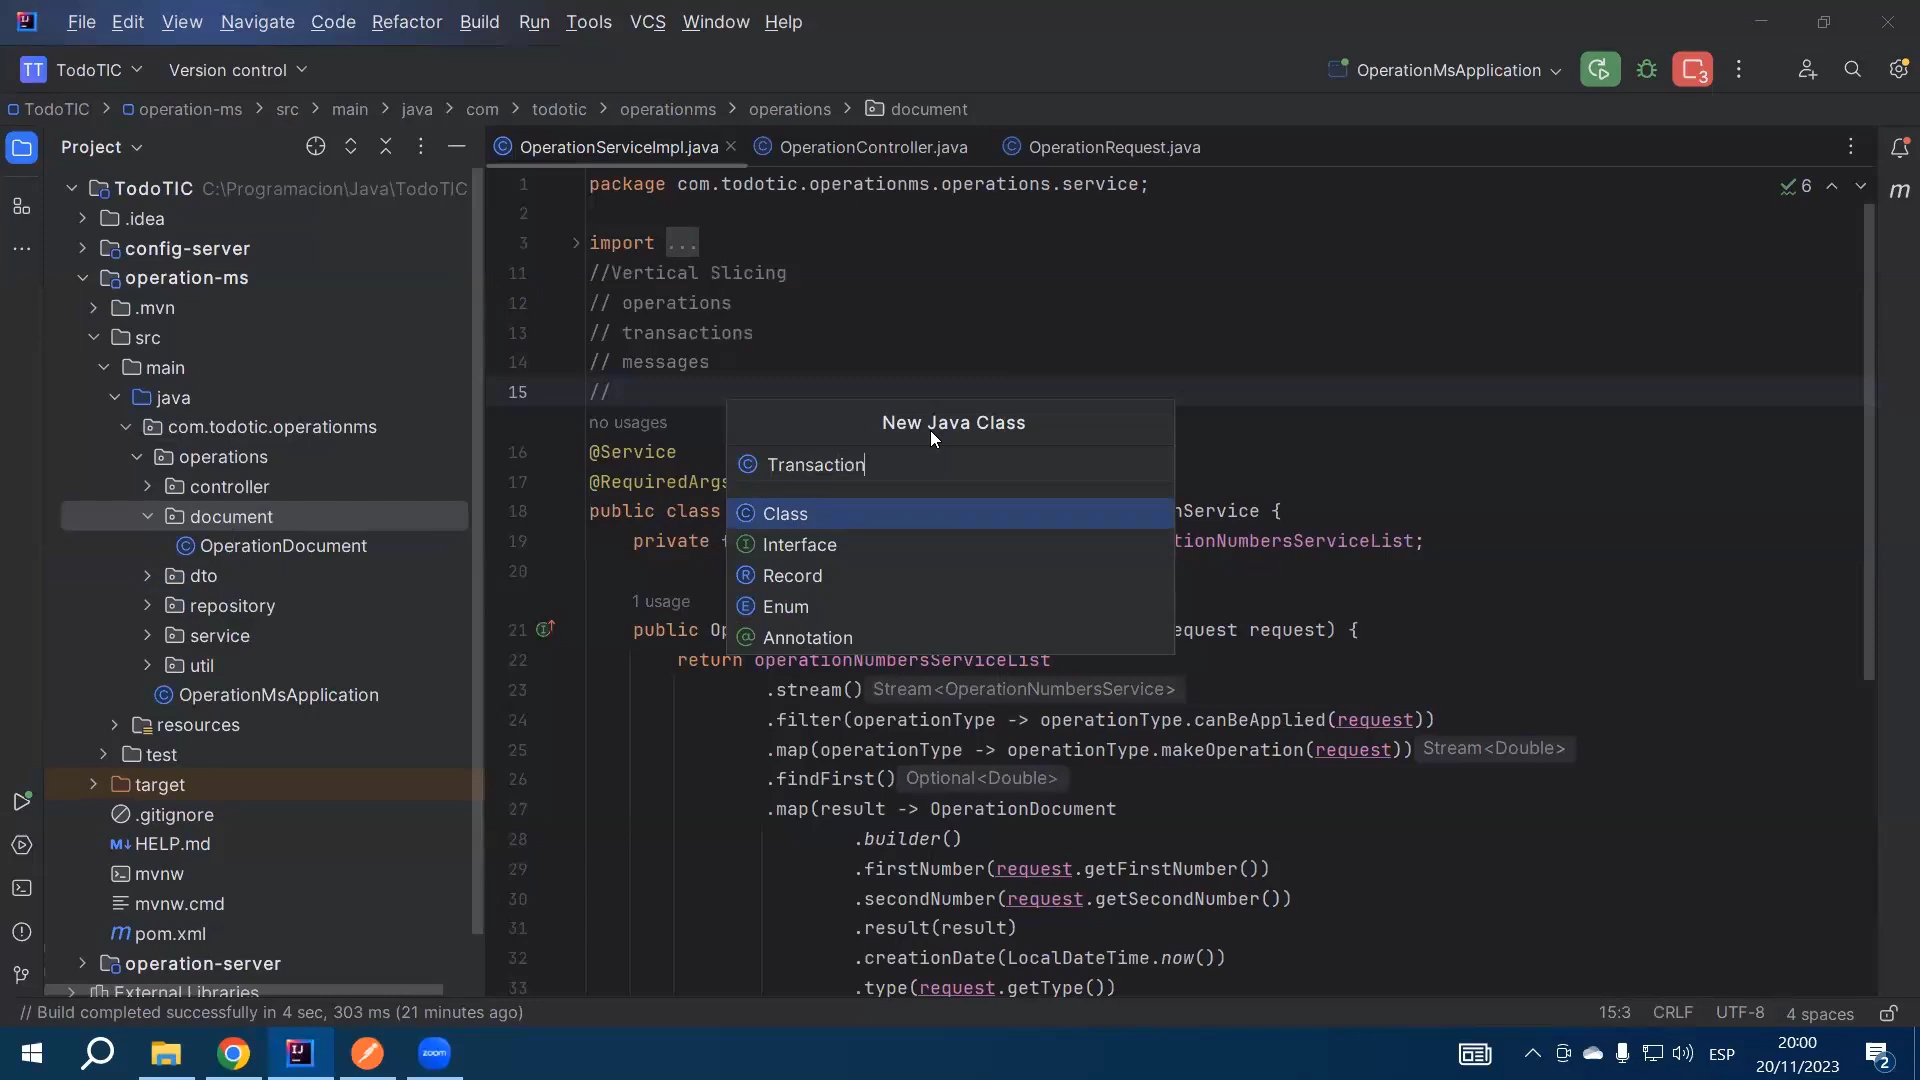 File Edit View Navigate Code Refactor Build Run Tools VCS Window Help
TT TodoTIC Version control OperationMsApplication 3
TodoTIC > operation-ms > src > main > java > com > todotic > operationms > operations > document
Project
OperationServiceImpl.java OperationController.java OperationRequest.java
TodoTIC C:\Programacion\Java\TodoTIC
.idea
config-server
operation-ms
.mvn
src
main
java
com.todotic.operationms
operations
controller
document
OperationDocument
dto
repository
service
util
OperationMsApplication
resources
test
target
.gitignore
HELP.md
mvnw
mvnw.cmd
pom.xml
operation-server
External Libraries
1 package com.todotic.operationms.operations.service;
6
2
3 import ...
11 //Vertical Slicing
12 // operations
13 // transactions
14 // messages
15 //
no usages
16 @Service
17 @RequiredArgs
18 public class nService {
19 private tionNumbersServiceList;
20
1 usage
21 public Op equest request) {
22 return operationNumbersServiceList
23 .stream() Stream<OperationNumbersService>
24 .filter(operationType -> operationType.canBeApplied(request))
25 .map(operationType -> operationType.makeOperation(request)) Stream<Double>
26 .findFirst() Optional<Double>
27 .map(result -> OperationDocument
28 .builder()
29 .firstNumber(request.getFirstNumber())
30 .secondNumber(request.getSecondNumber())
31 .result(result)
32 .creationDate(LocalDateTime.now())
33 .type(request.getType())
New Java Class
Transaction
Class
Interface
Record
Enum
Annotation
// Build completed successfully in 4 sec, 303 ms (21 minutes ago) 15:3 CRLF UTF-8 4 spaces
zoom
ESP
20:00
20/11/2023
2